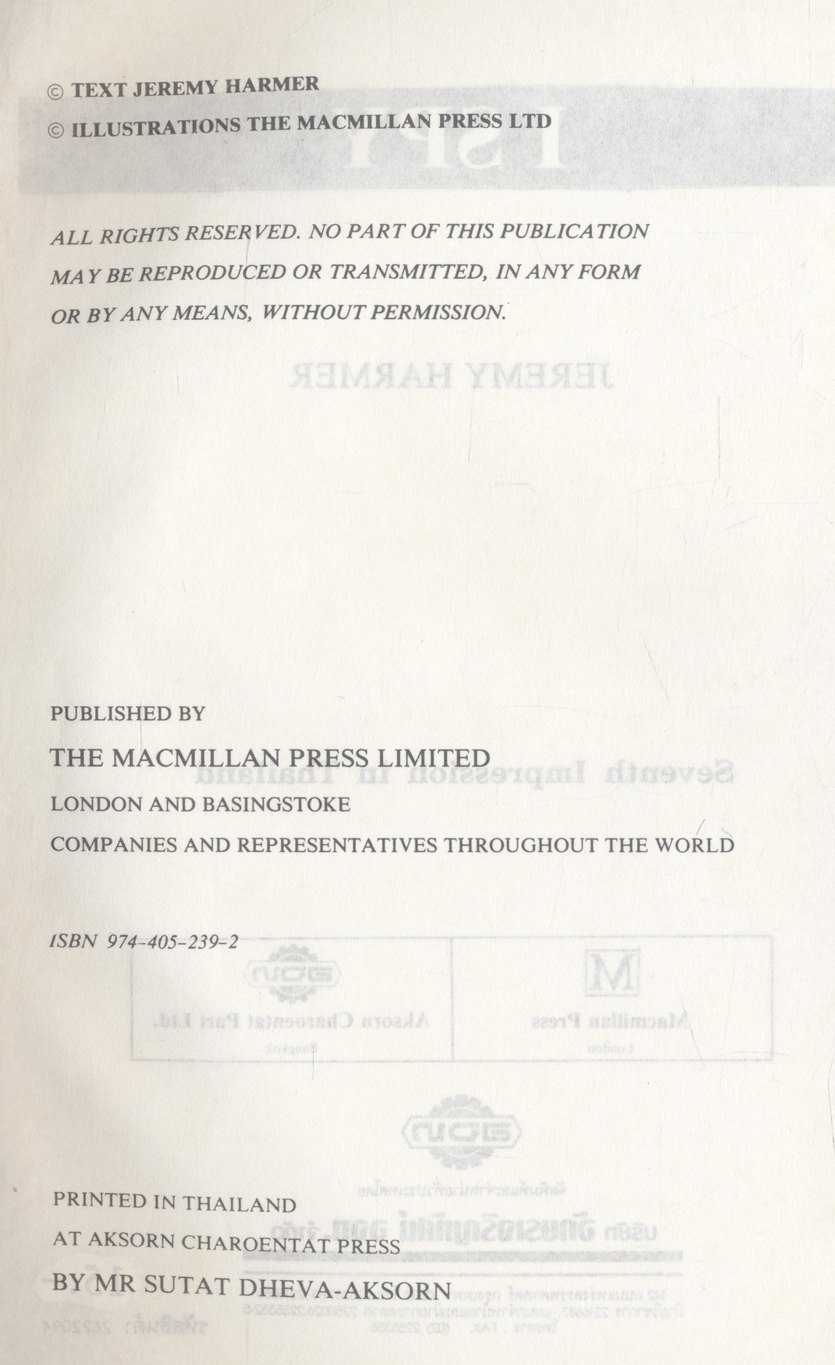 © TEXT JEREMY HARMER
© ILLUSTRATIONS THE MACMILLAN PRESS LTD
ALL RIGHTS RESERVED. NO PART OF THIS PUBLICATION
MAY BE REPRODUCED OR TRANSMITTED, IN ANY FORM
OR BY ANY MEANS, WITHOUT PERMISSION.
PUBLISHED BY
THE MACMILLAN PRESS LIMITED
LONDON AND BASINGSTOKE
COMPANIES AND REPRESENTATIVES THROUGHOUT THE WORLD
ISBN 974-405-239-2
PRINTED IN THAILAND
AT AKSORN CHAROENTAT PRESS
BY MR SUTAT DHEVA-AKSORN